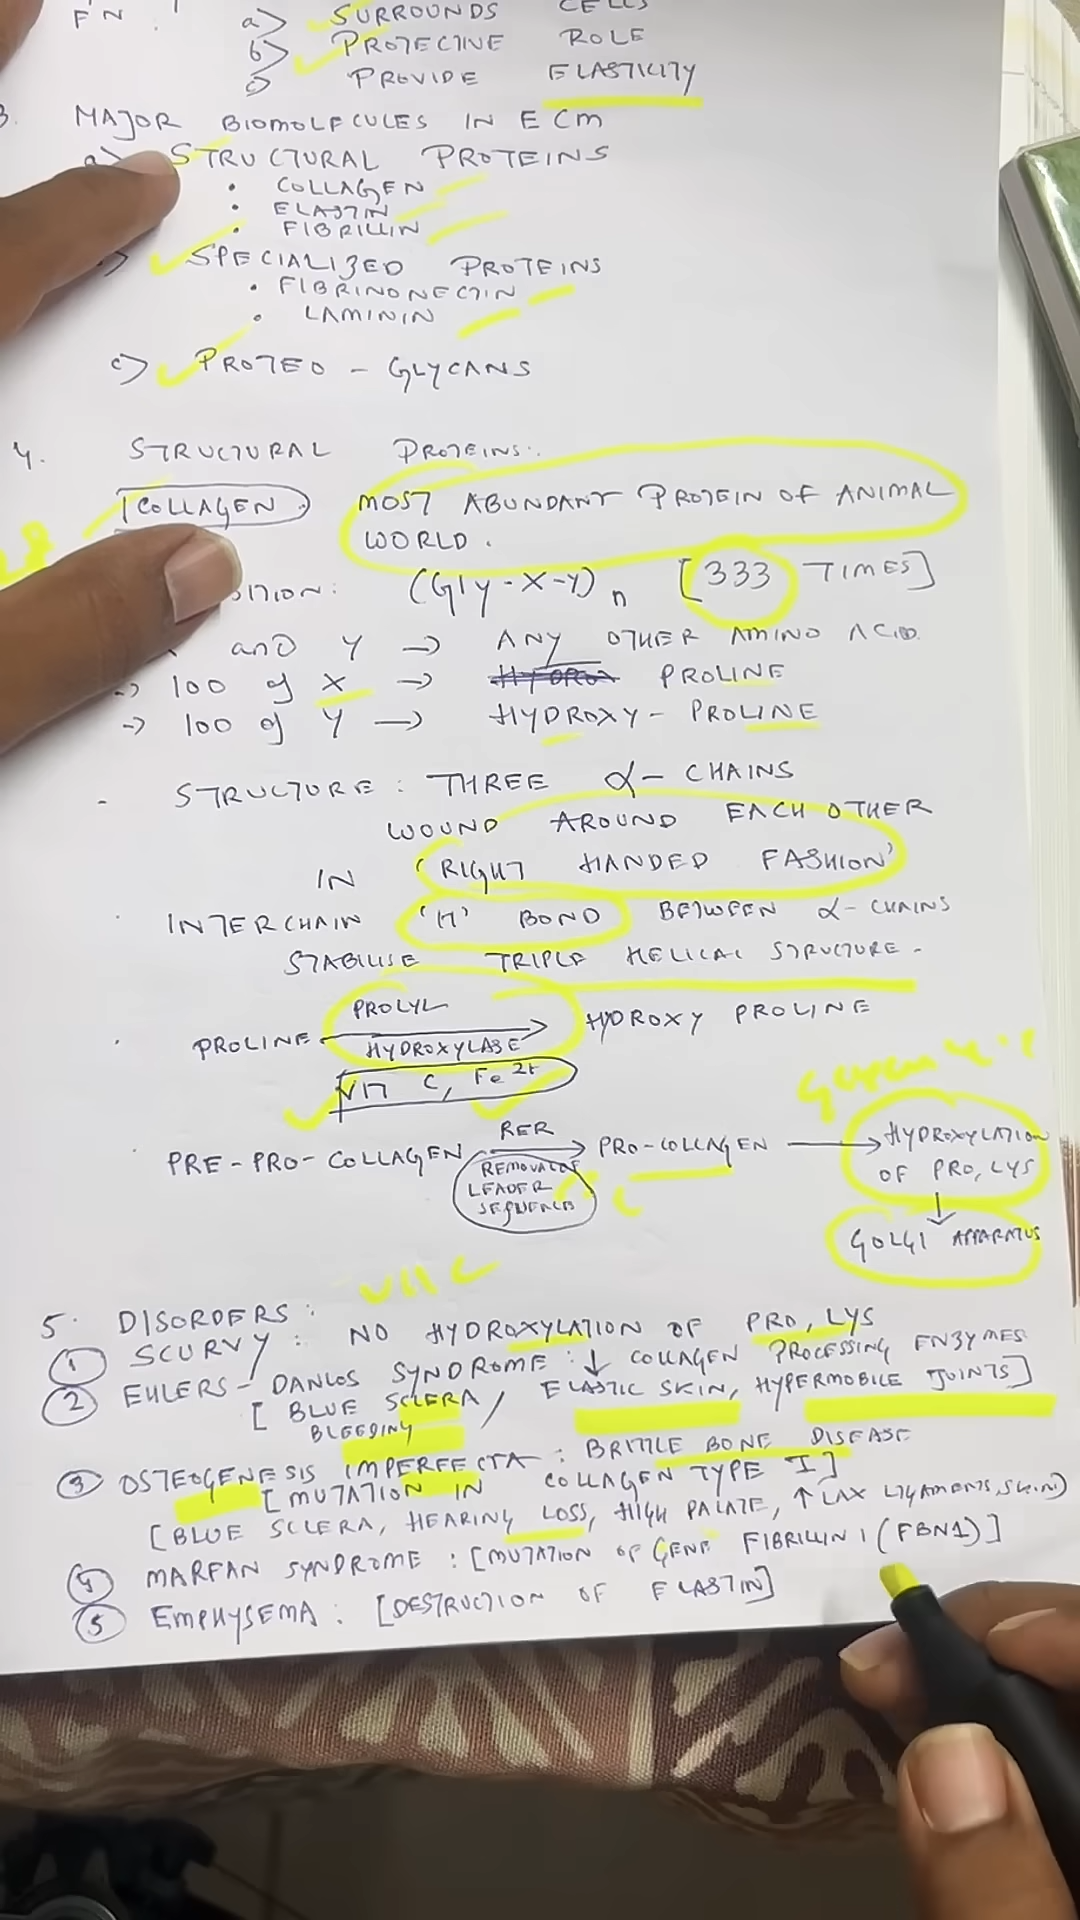 FN :
a) SURROUNDS CELLS
b) PROTECTIVE ROLE
c) PROVIDE ELASTICITY
3. MAJOR BIOMOLECULES IN ECM
a) STRUCTURAL PROTEINS
• COLLAGEN
• ELASTIN
• FIBRILLIN
SPECIALIZED PROTEINS
• FIBRINONECTIN
• LAMININ
c) PROTEO - GLYCANS
4. STRUCTURAL PROTEINS:
COLLAGEN MOST ABUNDANT PROTEIN OF ANIMAL
WORLD.
SITION: (Gly-X-Y)n [333 TIMES]
and Y → ANY OTHER AMINO ACID.
→ 100 of X → PROLINE
→ 100 of Y → HYDROXY-PROLINE
- STRUCTURE: THREE α-CHAINS
WOUND AROUND EACH OTHER
IN 'RIGHT HANDED FASHION'
• INTERCHAIN 'H' BOND BETWEEN α-CHAINS
STABILISE TRIPLE HELICAL STRUCTURE.
PROLYL
• PROLINE → HYDROXY PROLINE
HYDROXYLASE
VIT C, Fe2+
RER
• PRE-PRO-COLLAGEN → PRO-COLLAGEN → HYDROXYLATION
REMOVAL OF
LEADER
SEQUENCES
OF PRO, LYS
↓
GOLGI APPARATUS
Vit C
5. DISORDERS:
① SCURVY: NO HYDROXYLATION OF PRO, LYS
② EHLERS-DANLOS SYNDROME: ↓ COLLAGEN PROCESSING ENZYMES
[BLUE SCLERA / ELASTIC SKIN, HYPERMOBILE JOINTS]
BLEEDING
③ OSTEOGENESIS IMPERFECTA: BRITTLE BONE DISEASE
[MUTATION IN COLLAGEN TYPE I]
[BLUE SCLERA, HEARING LOSS, HIGH PALATE, ↑ LAX LIGAMENTS, SKIN]
④ MARFAN SYNDROME: [MUTATION OF GENE FIBRILLIN 1 (FBN1)]
⑤ EMPHYSEMA: [DESTRUCTION OF ELASTIN]